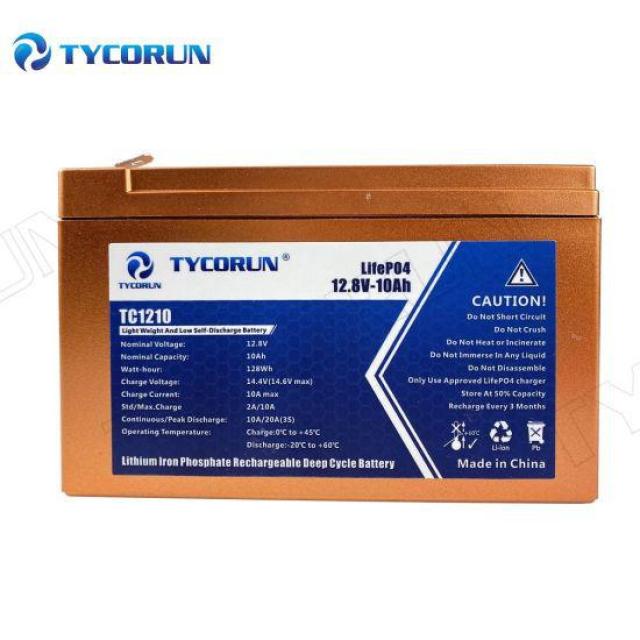 TYCORUN
TYCORUN®
TYCORUN
LifePO4
12.8V-10Ah
TC1210
Light Weight And Low Self-Discharge Battery
Nominal Voltage: 12.8V
Nominal Capacity: 10Ah
Watt-hour: 128Wh
Charge Voltage: 14.4V(14.6V max)
Charge Current: 10A max
Std/Max.Charge 2A/10A
Continuous/Peak Discharge: 10A/20A(3S)
Operating Temperature: Charge:0℃ to +45℃
Discharge:-20℃ to +60℃
Lithium Iron Phosphate Rechargeable Deep Cycle Battery
CAUTION!
Do Not Short Circuit
Do Not Crush
Do Not Heat or Incinerate
Do Not Immerse In Any Liquid
Do Not Disassemble
Only Use Approved LifePO4 charger
Store At 50% Capacity
Recharge Every 3 Months
+60℃
Li-ion
Pb
Made in China